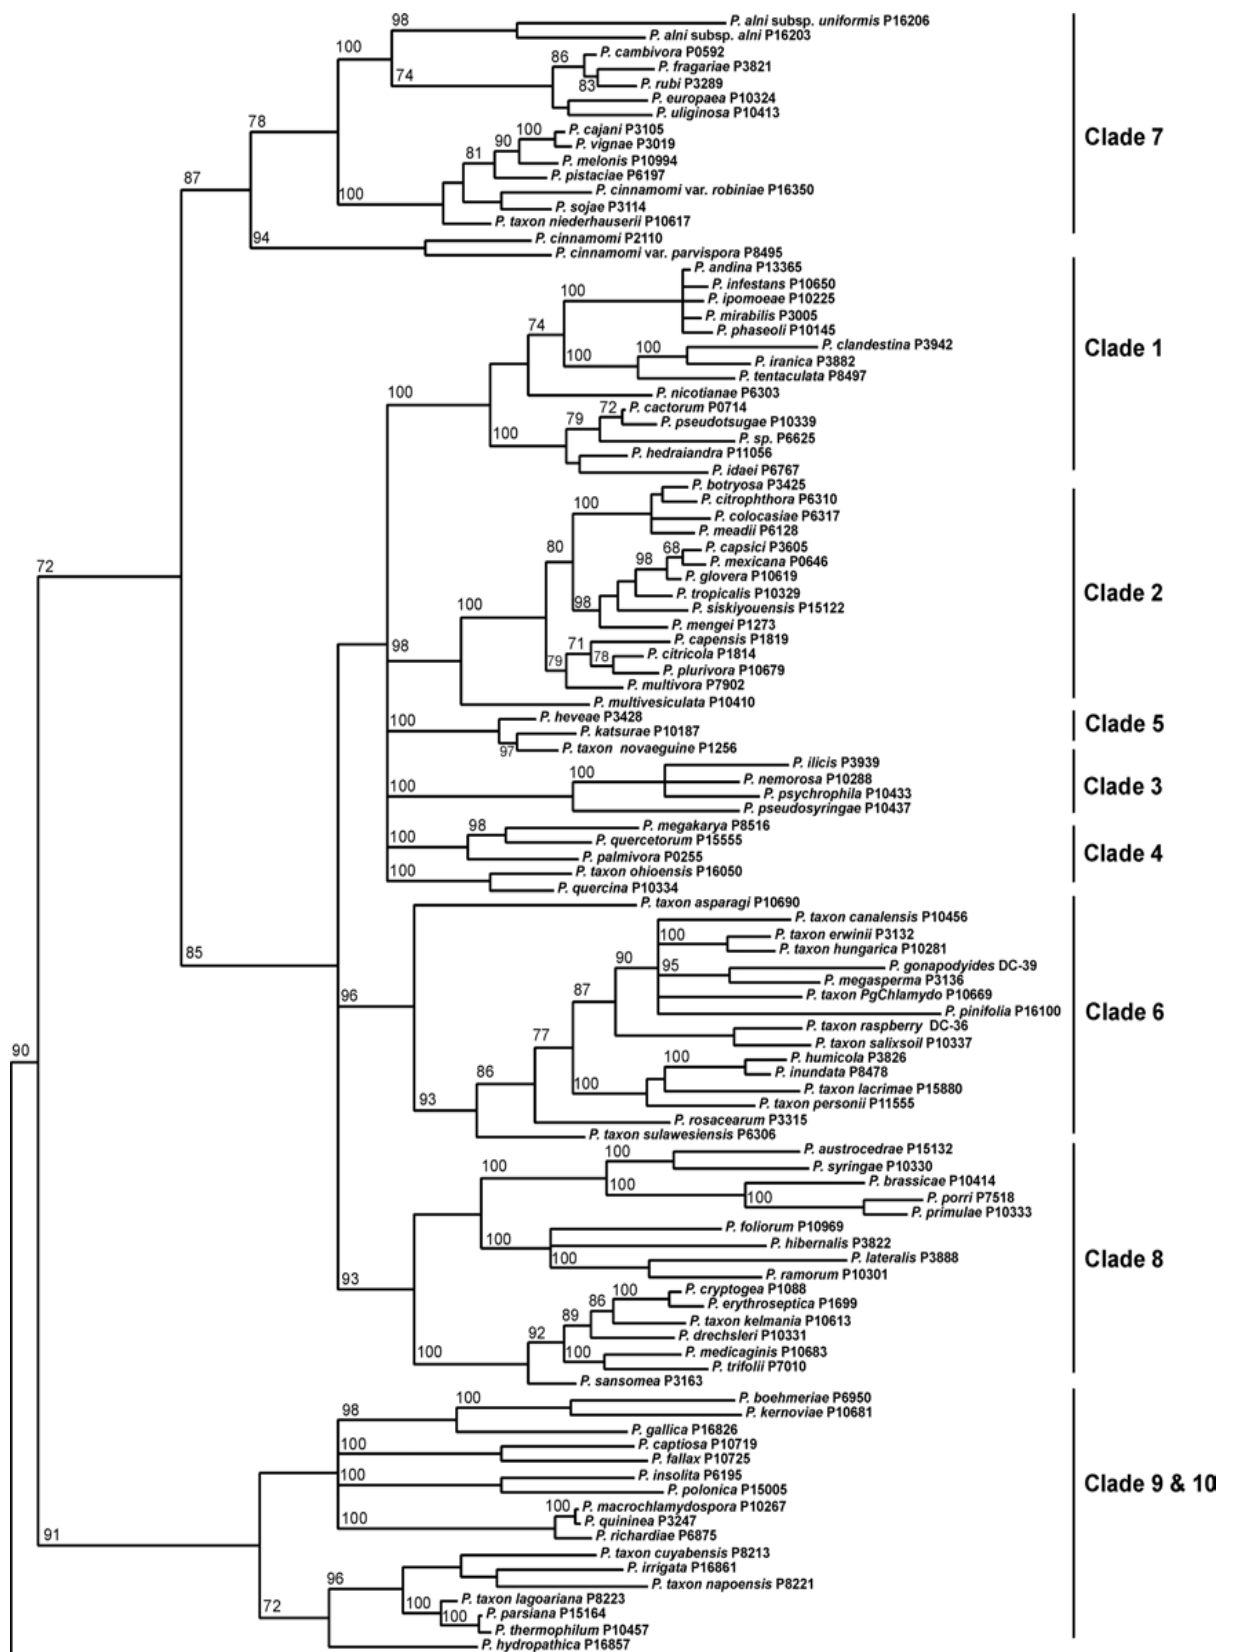 98
P. alni subsp. uniformis P16206
P. alni subsp. alni P16203
100
P. cambivora P0592
86
P. fragariae P3821
74
83
P. rubi P3289
P. europaea P10324
P. uliginosa P10413
78
100
P. cajani P3105
Clade 7
90
P. vignae P3019
81
P. melonis P10994
87
P. pistaciae P6197
100
P. cinnamomi var. robiniae P16350
P. sojae P3114
P. taxon niederhauserii P10617
94
P. cinnamomi P2110
P. cinnamomi var. parvispora P8495
P. andina P13365
P. infestans P10650
100
P. ipomoeae P10225
P. mirabilis P3005
74
P. phaseoli P10145
100
P. clandestina P3942
Clade 1
100
P. iranica P3882
P. tentaculata P8497
100
P. nicotianae P6303
72
P. cactorum P0714
79
P. pseudotsugae P10339
100
P. sp. P6625
P. hedraiandra P11056
P. idaei P6767
P. botryosa P3425
100
P. citrophthora P6310
P. colocasiae P6317
P. meadii P6128
80
68
P. capsici P3605
98
P. mexicana P0646
72
P. glovera P10619
P. tropicalis P10329
Clade 2
98
P. siskiyouensis P15122
100
P. mengei P1273
71
P. capensis P1819
98
78
P. citricola P1814
79
P. plurivora P10679
P. multivora P7902
P. multivesiculata P10410
100
P. heveae P3428
Clade 5
P. katsurae P10187
97
P. taxon novaeguine P1256
P. ilicis P3939
100
P. nemorosa P10288
Clade 3
100
P. psychrophila P10433
P. pseudosyringae P10437
98
P. megakarya P8516
100
P. quercetorum P15555
Clade 4
P. palmivora P0255
100
P. taxon ohioensis P16050
P. quercina P10334
P. taxon asparagi P10690
P. taxon canalensis P10456
100
P. taxon erwinii P3132
P. taxon hungarica P10281
85
90
95
P. gonapodyides DC-39
P. megasperma P3136
96
87
P. taxon PgChlamydo P10669
Clade 6
P. pinifolia P16100
77
P. taxon raspberry DC-36
P. taxon salixsoil P10337
90
100
P. humicola P3826
86
P. inundata P8478
100
P. taxon lacrimae P15880
93
P. taxon personii P11555
P. rosacearum P3315
P. taxon sulawesiensis P6306
100
P. austrocedrae P15132
100
P. syringae P10330
100
P. brassicae P10414
100
P. porri P7518
P. primulae P10333
P. foliorum P10969
100
P. hibernalis P3822
100
P. lateralis P3888
Clade 8
P. ramorum P10301
93
100
P. cryptogea P1088
86
P. erythroseptica P1699
89
P. taxon kelmania P10613
92
P. drechsleri P10331
100
100
P. medicaginis P10683
P. trifolii P7010
P. sansomea P3163
100
P. boehmeriae P6950
98
P. kernoviae P10681
P. gallica P16826
100
P. captiosa P10719
P. fallax P10725
100
P. insolita P6195
Clade 9 & 10
P. polonica P15005
100
P. macrochlamydospora P10267
100
P. quininea P3247
91
P. richardiae P6875
P. taxon cuyabensis P8213
96
P. irrigata P16861
P. taxon napoensis P8221
72
100
P. taxon lagoariana P8223
100
P. parsiana P15164
P. thermophilum P10457
P. hydropathica P16857